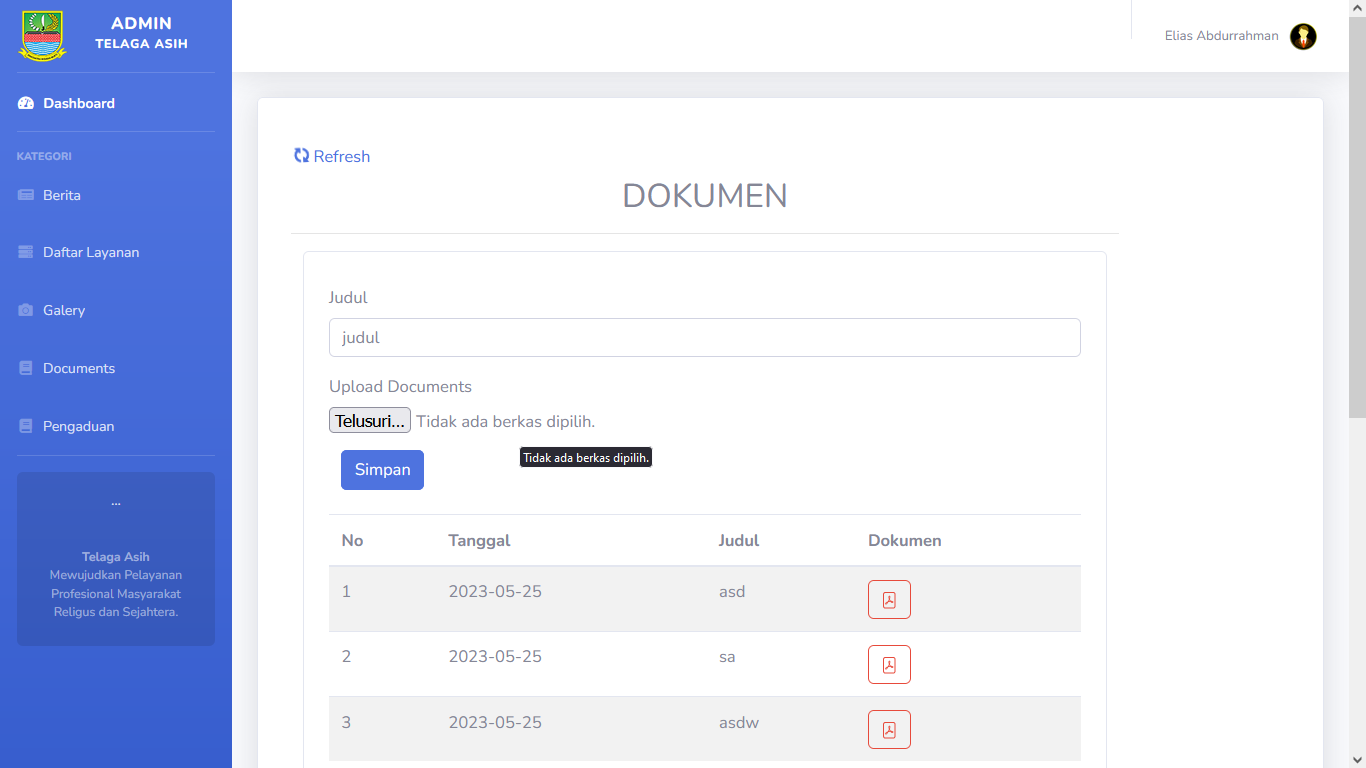 ADMIN
TELAGA ASIH
Dashboard
KATEGORI
Berita
Daftar Layanan
Galery
Documents
Pengaduan
...
Telaga Asih
Mewujudkan Pelayanan
Profesional Masyarakat
Religus dan Sejahtera.
Elias Abdurrahman
Refresh
DOKUMEN
Judul
judul
Upload Documents
Telusuri... Tidak ada berkas dipilih.
Tidak ada berkas dipilih.
Simpan
No Tanggal Judul Dokumen
1 2023-05-25 asd
2 2023-05-25 sa
3 2023-05-25 asdw